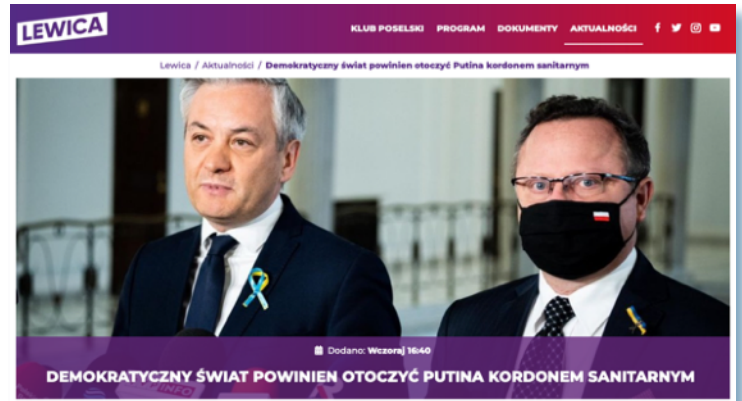 LEWICA
KLUB POSELSKI PROGRAM DOKUMENTY AKTUALNOŚCI
Lewica / Aktualności / Demokratyczny świat powinien otoczyć Putina kordonem sanitarnym
Dodano: Wczoraj 16:40
DEMOKRATYCZNY ŚWIAT POWINIEN OTOCZYĆ PUTINA KORDONEM SANITARNYM
INFO